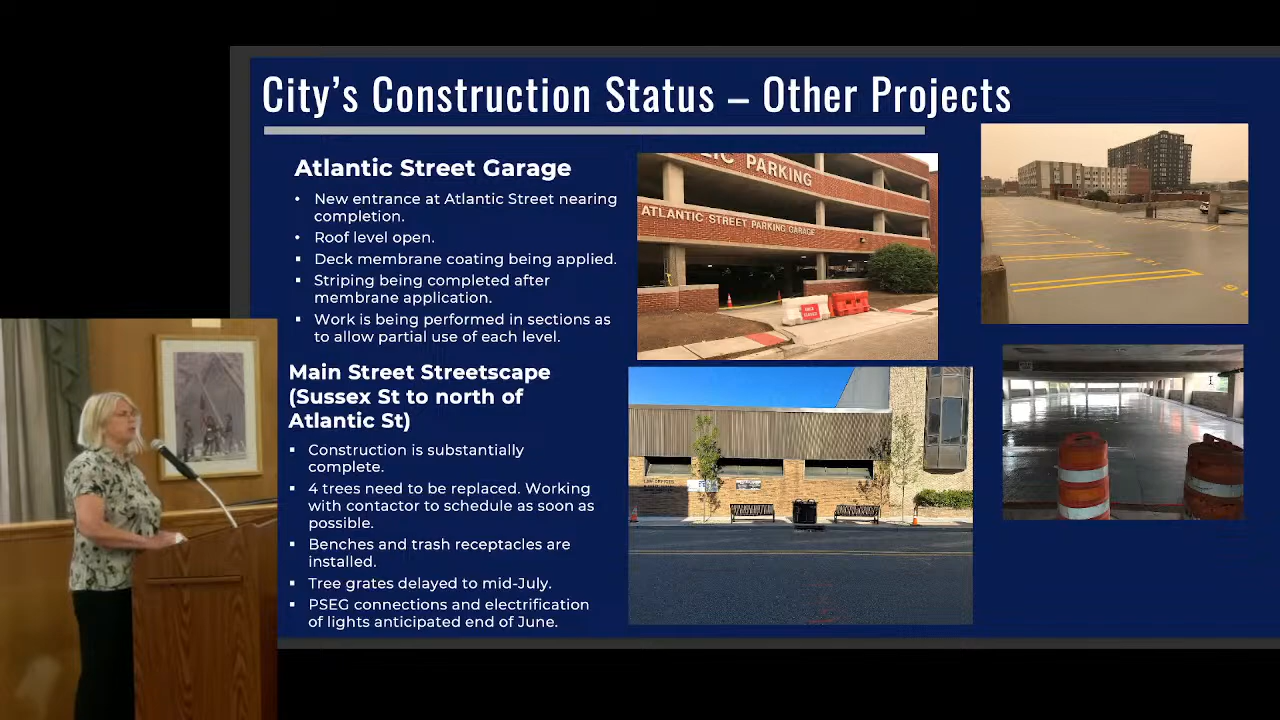 City's Construction Status – Other Projects
Atlantic Street Garage
• New entrance at Atlantic Street nearing
completion.
• Roof level open.
▪ Deck membrane coating being applied.
▪ Striping being completed after
membrane application.
▪ Work is being performed in sections as
to allow partial use of each level.
Main Street Streetscape
(Sussex St to north of
Atlantic St)
▪ Construction is substantially
complete.
▪ 4 trees need to be replaced. Working
with contactor to schedule as soon as
possible.
▪ Benches and trash receptacles are
installed.
▪ Tree grates delayed to mid-July.
▪ PSEG connections and electrification
of lights anticipated end of June.
PARKING
ATLANTIC STREET PARKING GARAGE